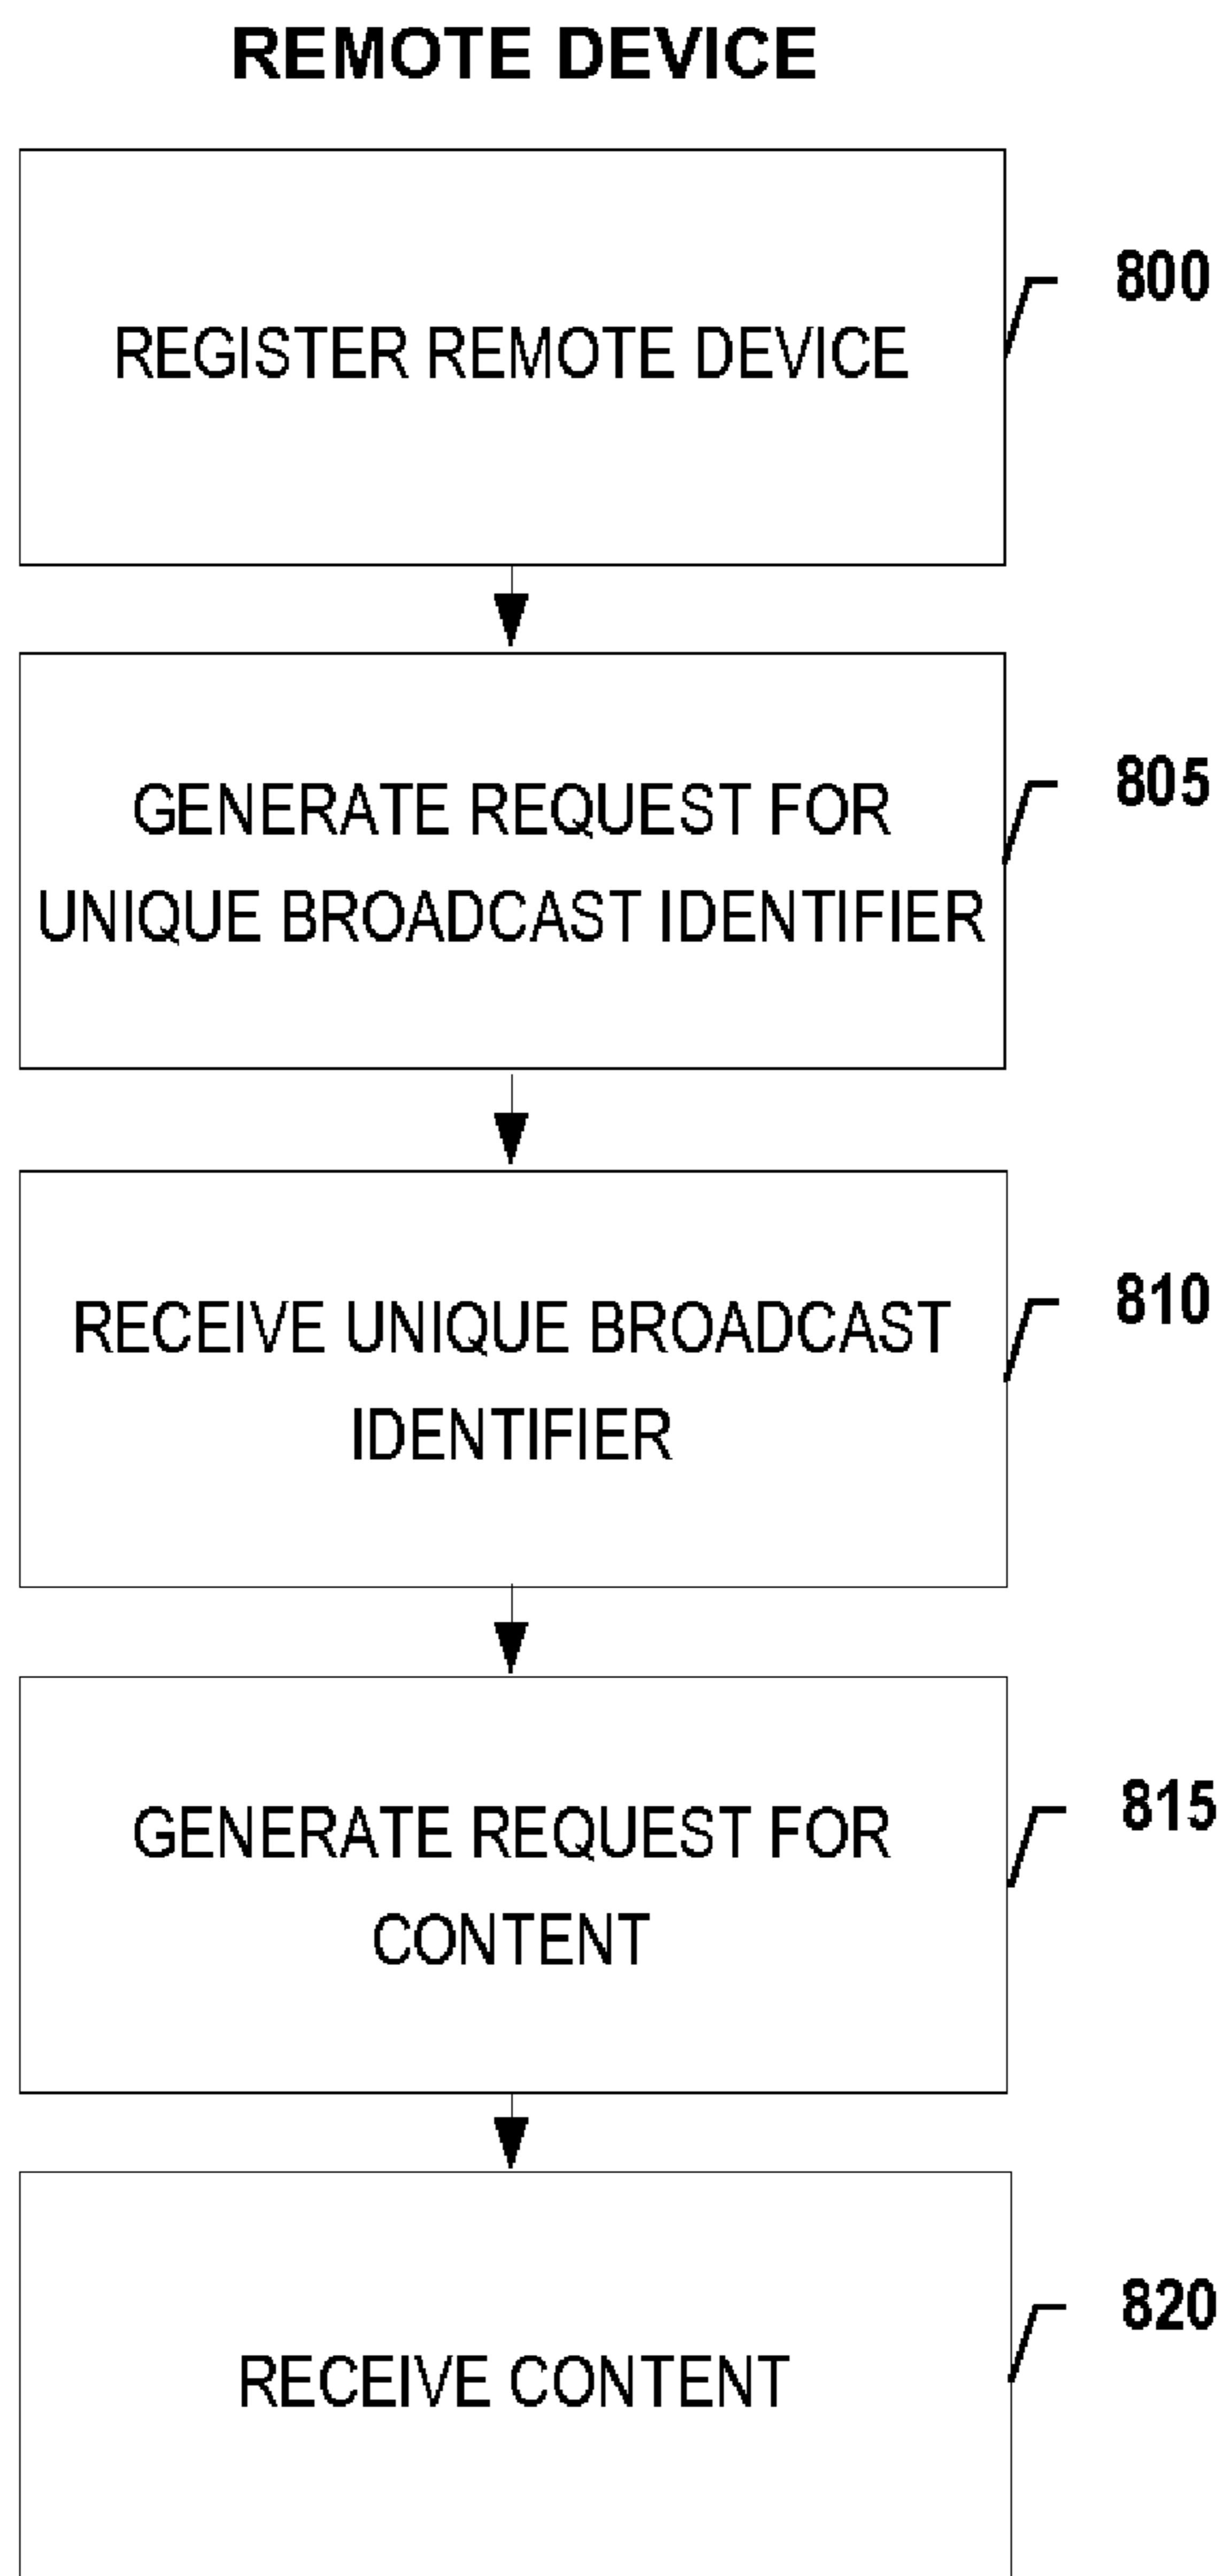 REMOTE DEVICE
REGISTER REMOTE DEVICE
800
GENERATE REQUEST FOR
UNIQUE BROADCAST IDENTIFIER
805
RECEIVE UNIQUE BROADCAST
IDENTIFIER
810
GENERATE REQUEST FOR
CONTENT
815
RECEIVE CONTENT
820